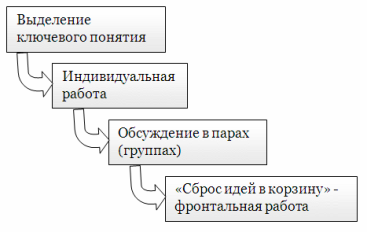 Выделение
ключевого понятия
Индивидуальная
работа
Обсуждение в парах
(группах)
«Сброс идей в корзину» -
фронтальная работа